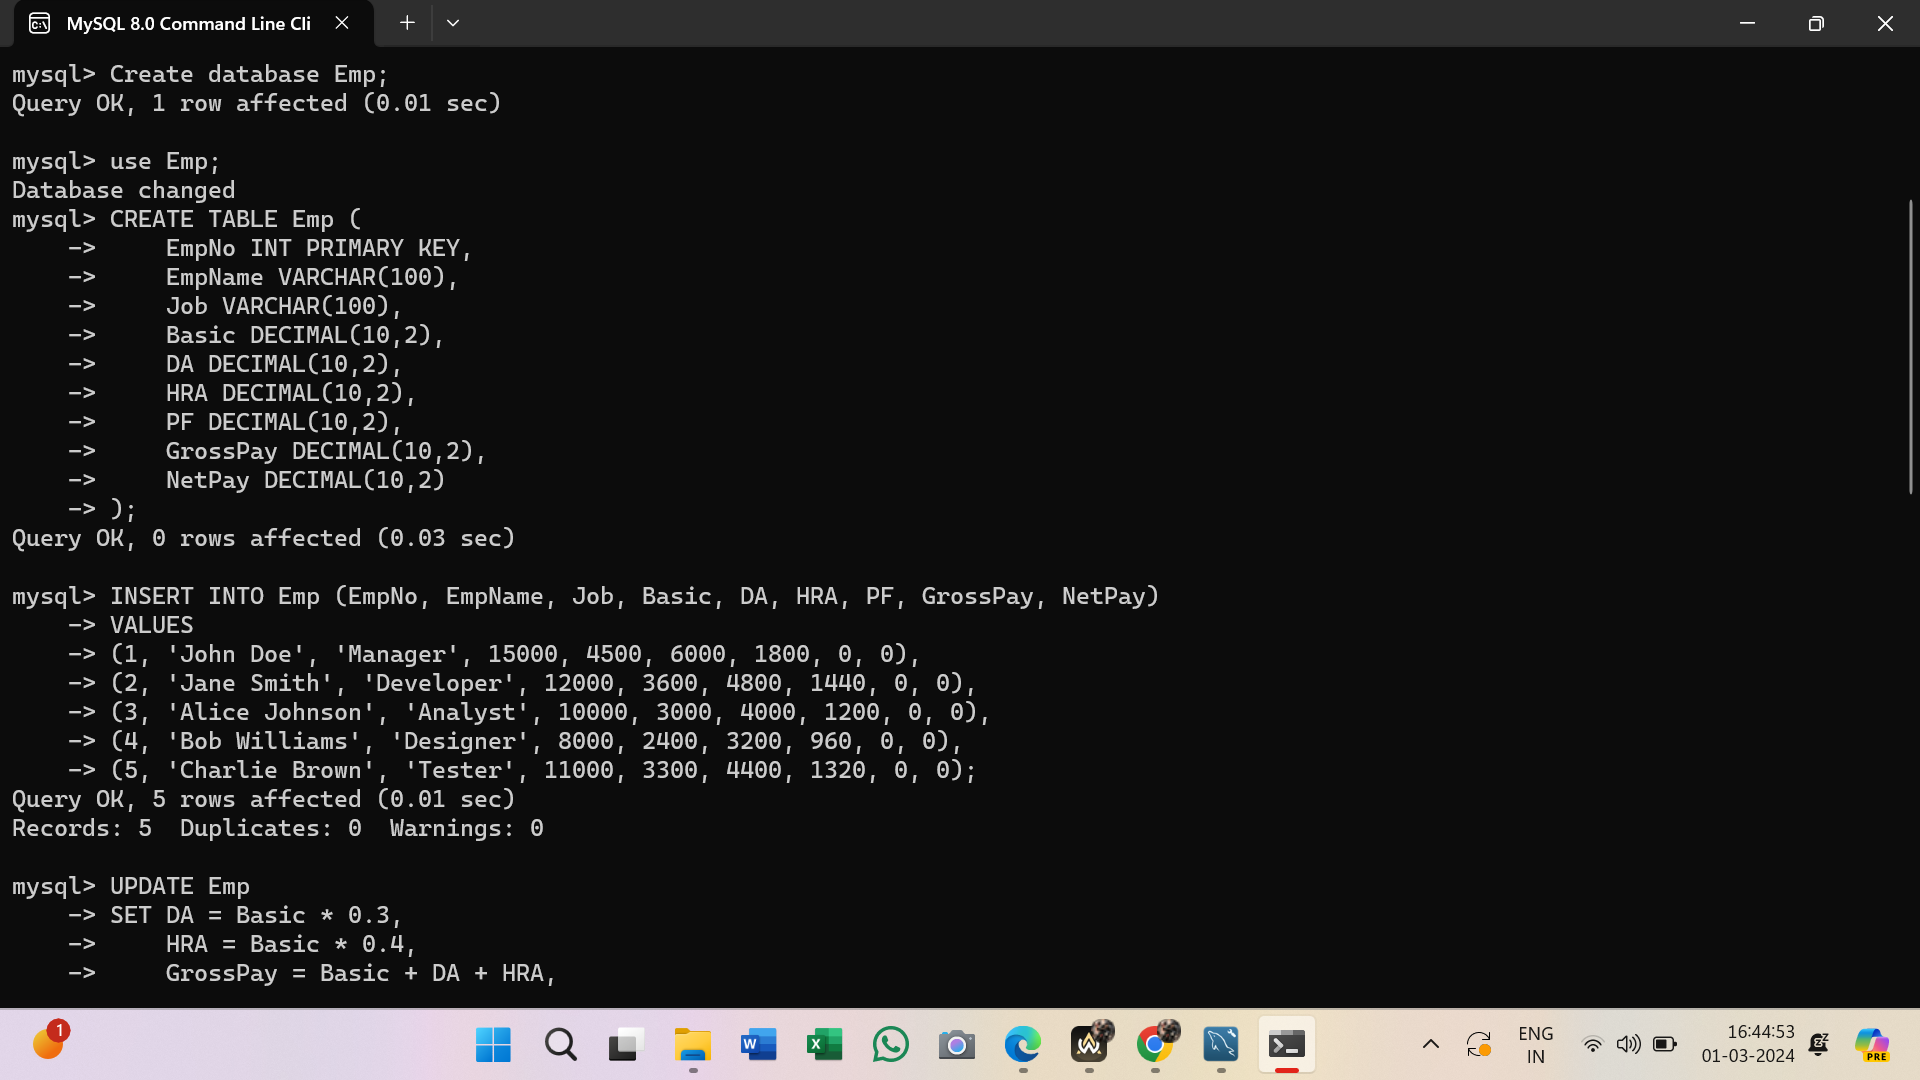 MySQL 8.0 Command Line Cli
mysql> Create database Emp;
Query OK, 1 row affected (0.01 sec)
mysql> use Emp;
Database changed
mysql> CREATE TABLE Emp (
    ->     EmpNo INT PRIMARY KEY,
    ->     EmpName VARCHAR(100),
    ->     Job VARCHAR(100),
    ->     Basic DECIMAL(10,2),
    ->     DA DECIMAL(10,2),
    ->     HRA DECIMAL(10,2),
    ->     PF DECIMAL(10,2),
    ->     GrossPay DECIMAL(10,2),
    ->     NetPay DECIMAL(10,2)
    -> );
Query OK, 0 rows affected (0.03 sec)
mysql> INSERT INTO Emp (EmpNo, EmpName, Job, Basic, DA, HRA, PF, GrossPay, NetPay)
    -> VALUES
    -> (1, 'John Doe', 'Manager', 15000, 4500, 6000, 1800, 0, 0),
    -> (2, 'Jane Smith', 'Developer', 12000, 3600, 4800, 1440, 0, 0),
    -> (3, 'Alice Johnson', 'Analyst', 10000, 3000, 4000, 1200, 0, 0),
    -> (4, 'Bob Williams', 'Designer', 8000, 2400, 3200, 960, 0, 0),
    -> (5, 'Charlie Brown', 'Tester', 11000, 3300, 4400, 1320, 0, 0);
Query OK, 5 rows affected (0.01 sec)
Records: 5  Duplicates: 0  Warnings: 0
mysql> UPDATE Emp
    -> SET DA = Basic * 0.3,
    ->     HRA = Basic * 0.4,
    ->     GrossPay = Basic + DA + HRA,
1
ENG
IN
16:44:53
01-03-2024
PRE